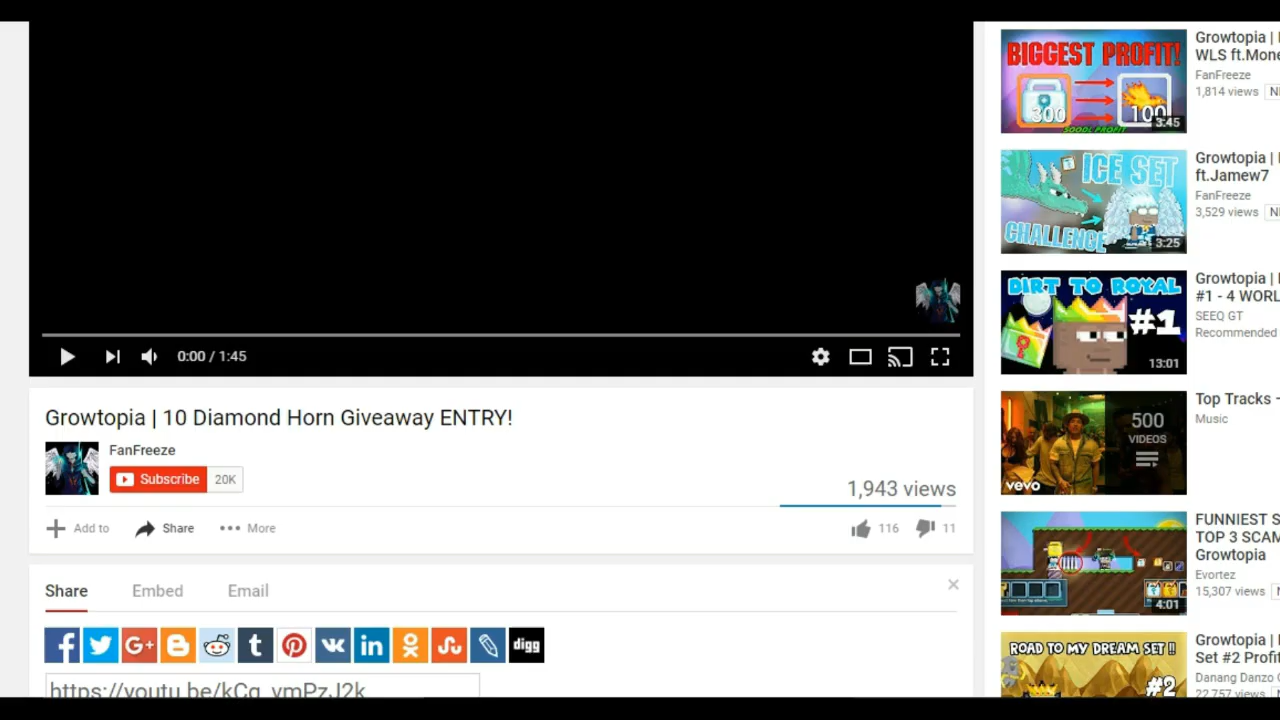 0:00 / 1:45
Growtopia | 10 Diamond Horn Giveaway ENTRY!
FanFreeze
Subscribe 20K
1,943 views
Add to Share More 116 11
Share Embed Email
G+ t in digg
BIGGEST PROFIT!
300 100
3:45
Growtopia |
WLS ft.Mone
FanFreeze
1,814 views
ICE SET
CHALLENGE
3:25
Growtopia |
ft.Jamew7
FanFreeze
3,529 views
DIRT TO ROYAL
#1
13:01
Growtopia |
#1 - 4 WORL
SEEQ GT
Recommended
500
VIDEOS
vevo
Top Tracks -
Music
4:01
FUNNIEST S
TOP 3 SCAM
Growtopia
Evortez
15,307 views
ROAD TO MY DREAM SET !!
#2
Growtopia |
Set #2 Profit
Danang Danzo
22,757 views